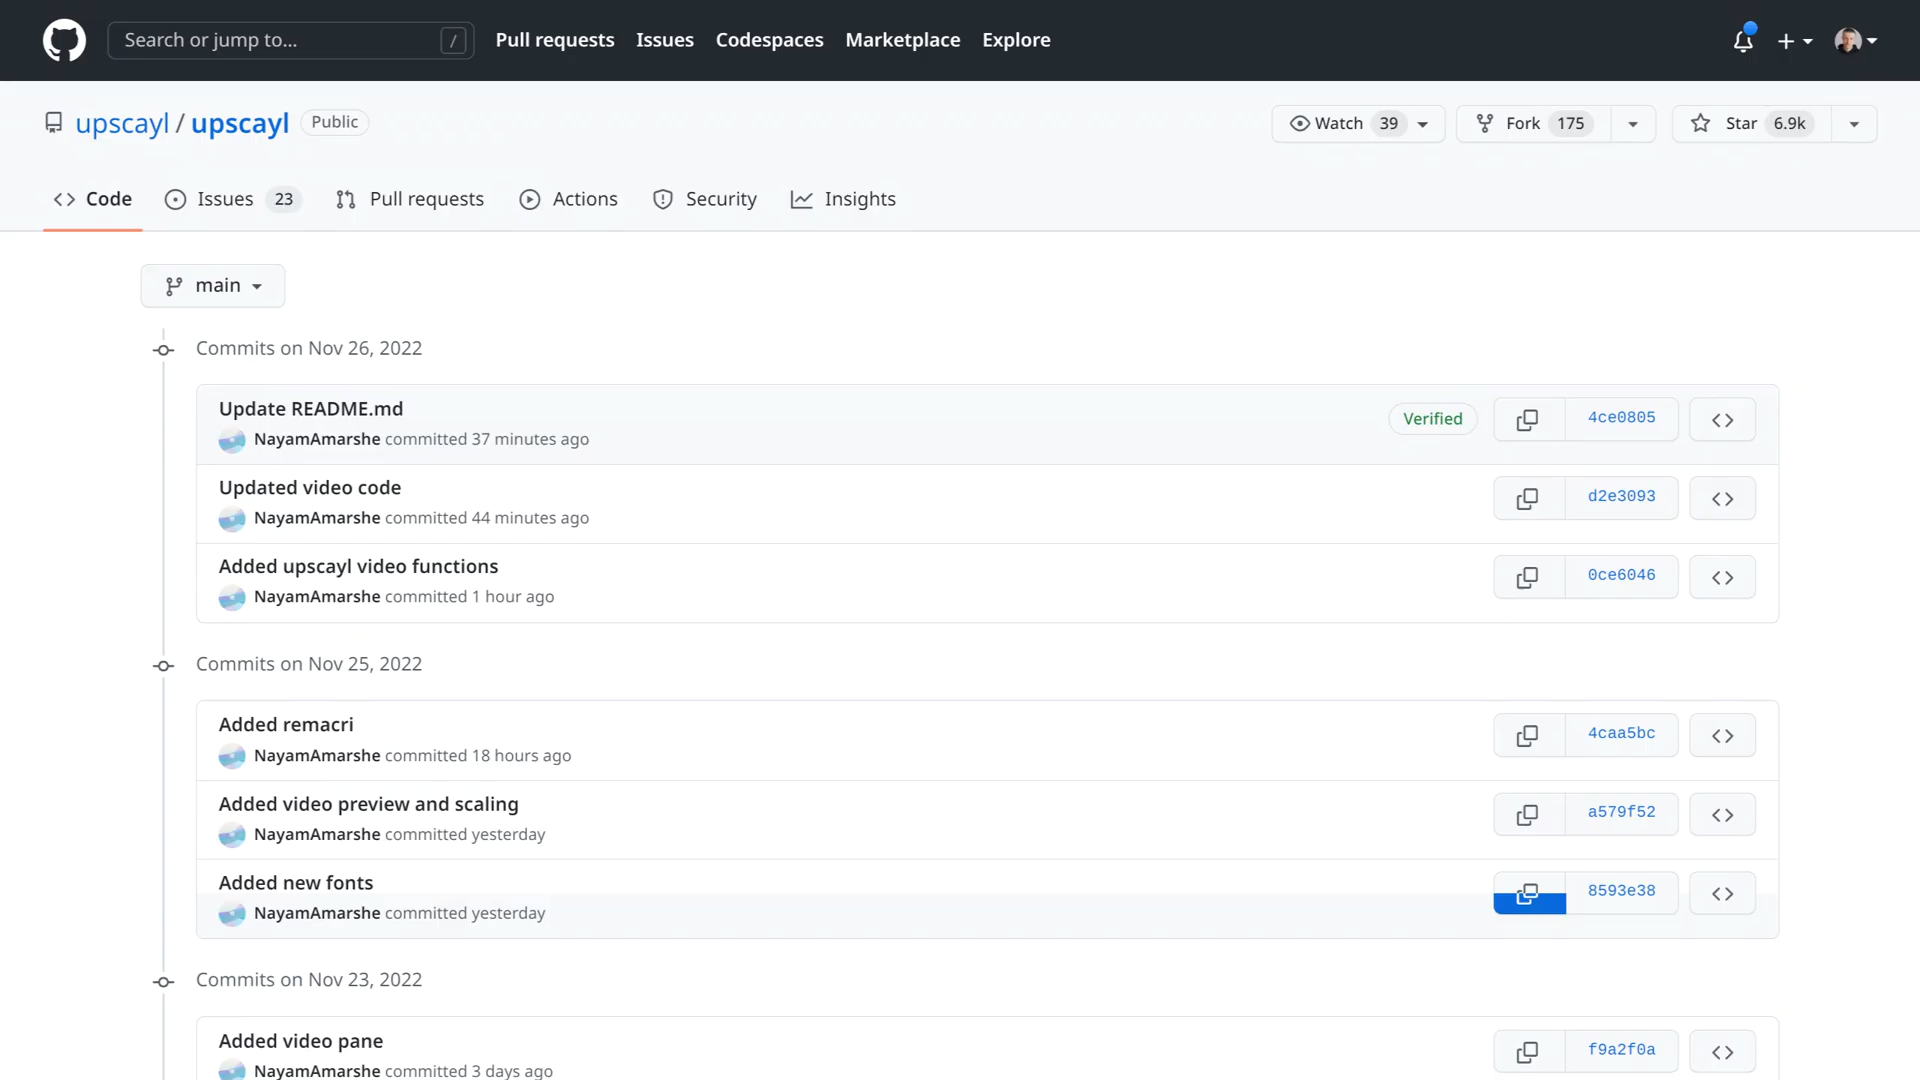 Search or jump to... /
Pull requests Issues Codespaces Marketplace Explore
upscayl / upscayl Public
Watch 39 Fork 175 Star 6.9k
Code Issues 23 Pull requests Actions Security Insights
main
Commits on Nov 26, 2022
Update README.md
NayamAmarshe committed 37 minutes ago
Verified 4ce0805
Updated video code
NayamAmarshe committed 44 minutes ago
d2e3093
Added upscayl video functions
NayamAmarshe committed 1 hour ago
0ce6046
Commits on Nov 25, 2022
Added remacri
NayamAmarshe committed 18 hours ago
4caa5bc
Added video preview and scaling
NayamAmarshe committed yesterday
a579f52
Added new fonts
NayamAmarshe committed yesterday
8593e38
Commits on Nov 23, 2022
Added video pane
NayamAmarshe committed 3 days ago
f9a2f0a